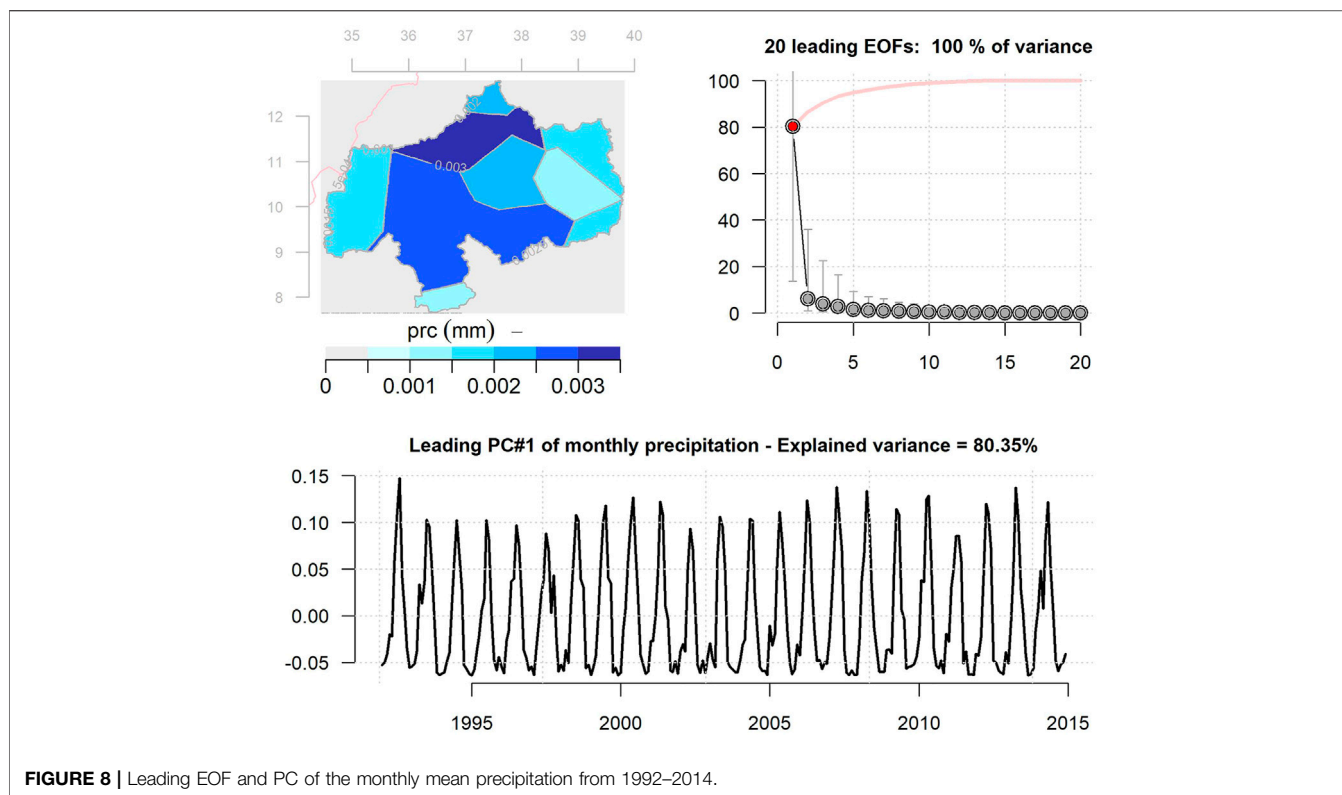 35 36 37 38 39 40
12
11
10
9
8
0.003
prc (mm) –
0 0.001 0.002 0.003
20 leading EOFs: 100 % of variance
100
80
60
40
20
0
0 5 10 15 20
Leading PC#1 of monthly precipitation - Explained variance = 80.35%
0.15
0.10
0.05
0.00
-0.05
1995 2000 2005 2010 2015
FIGURE 8 | Leading EOF and PC of the monthly mean precipitation from 1992–2014.